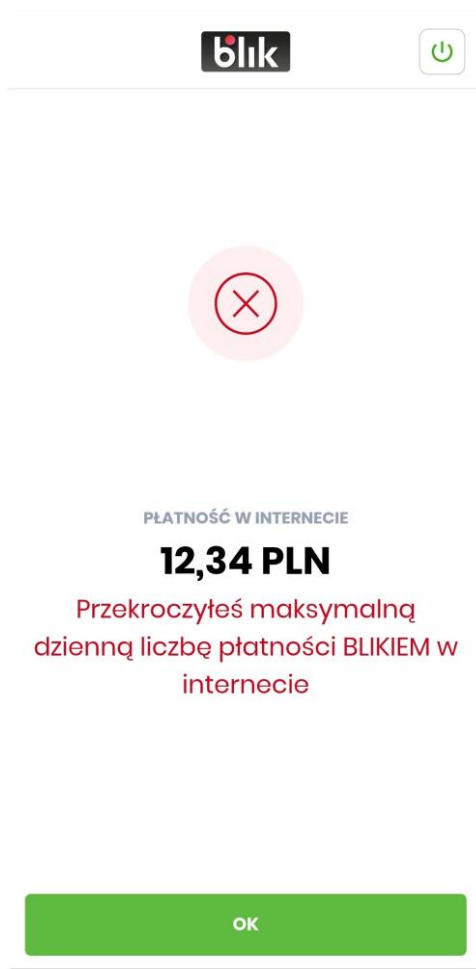 blik
PŁATNOŚĆ W INTERNECIE
12,34 PLN
Przekroczyłeś maksymalną
dzienną liczbę płatności BLIKIEM w
internecie
OK